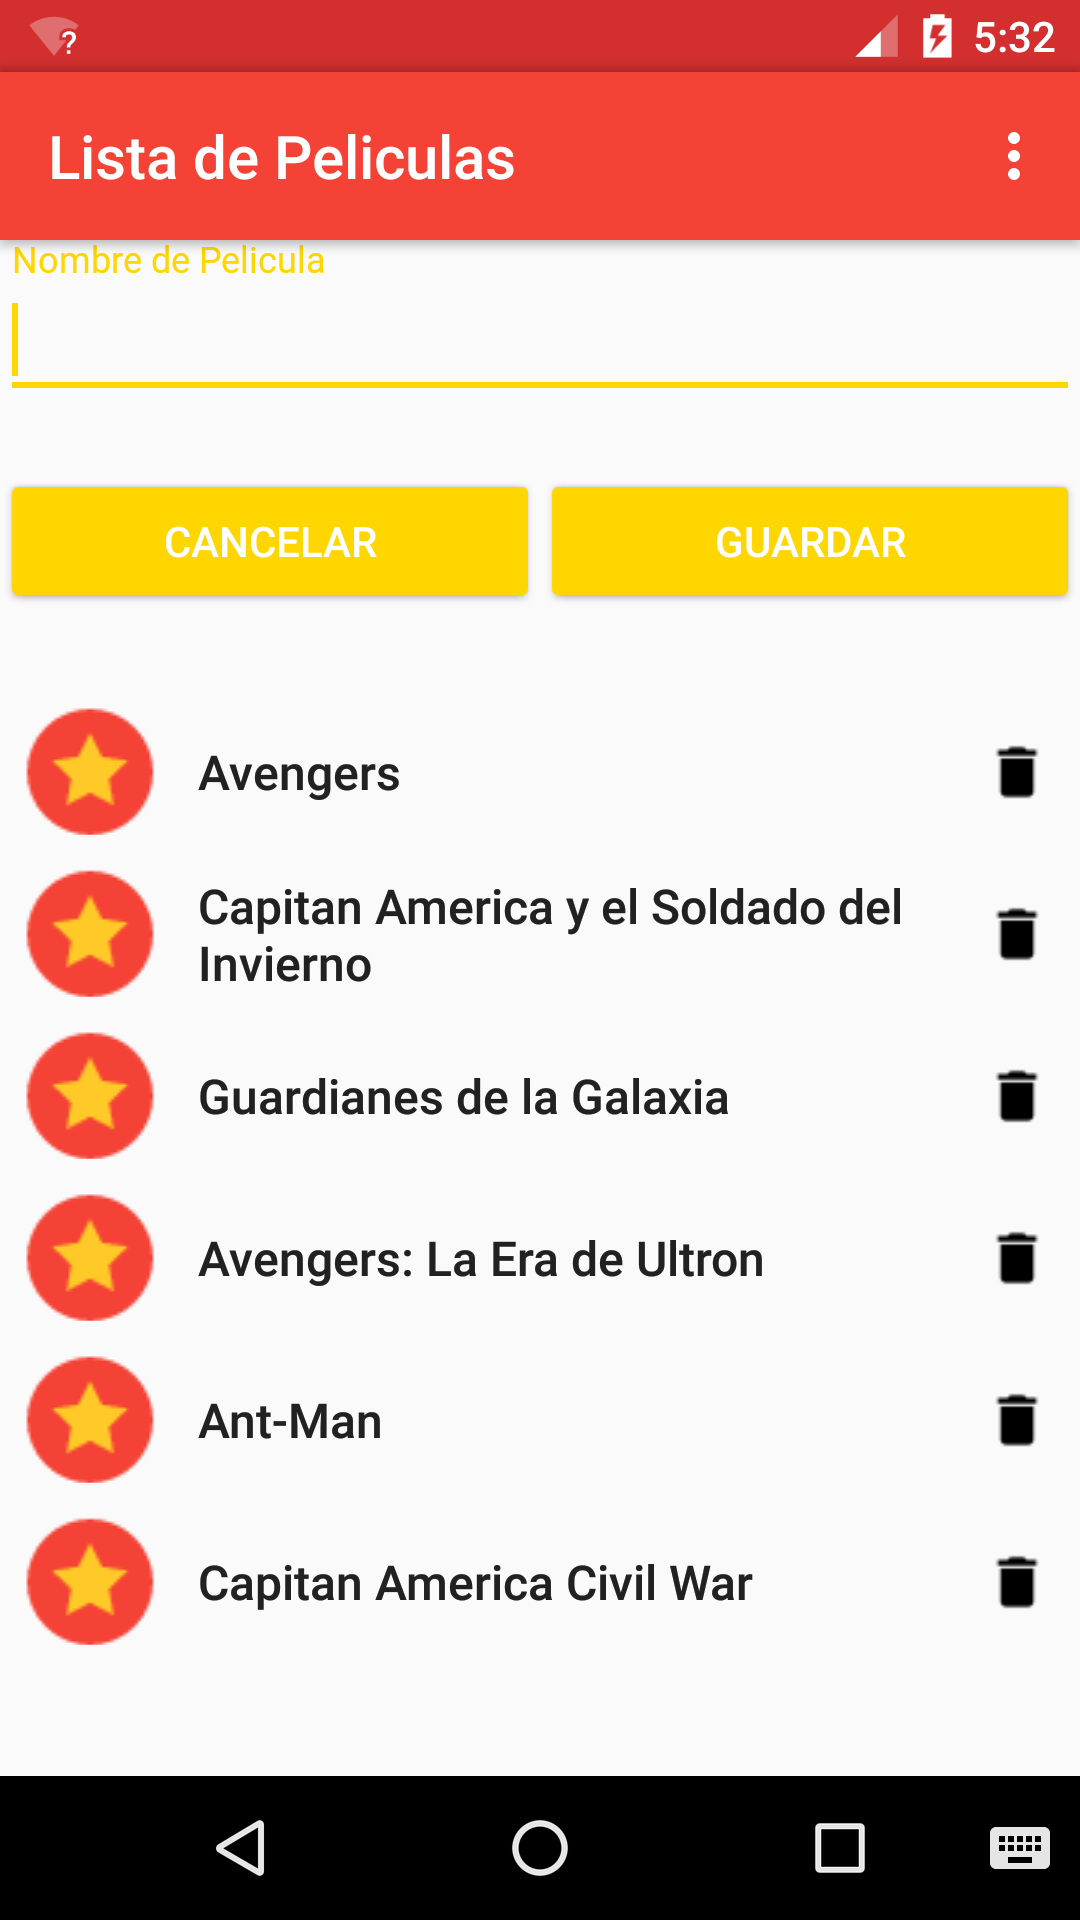 5:32
Lista de Peliculas
Nombre de Pelicula
CANCELAR GUARDAR
Avengers
Capitan America y el Soldado del
Invierno
Guardianes de la Galaxia
Avengers: La Era de Ultron
Ant-Man
Capitan America Civil War